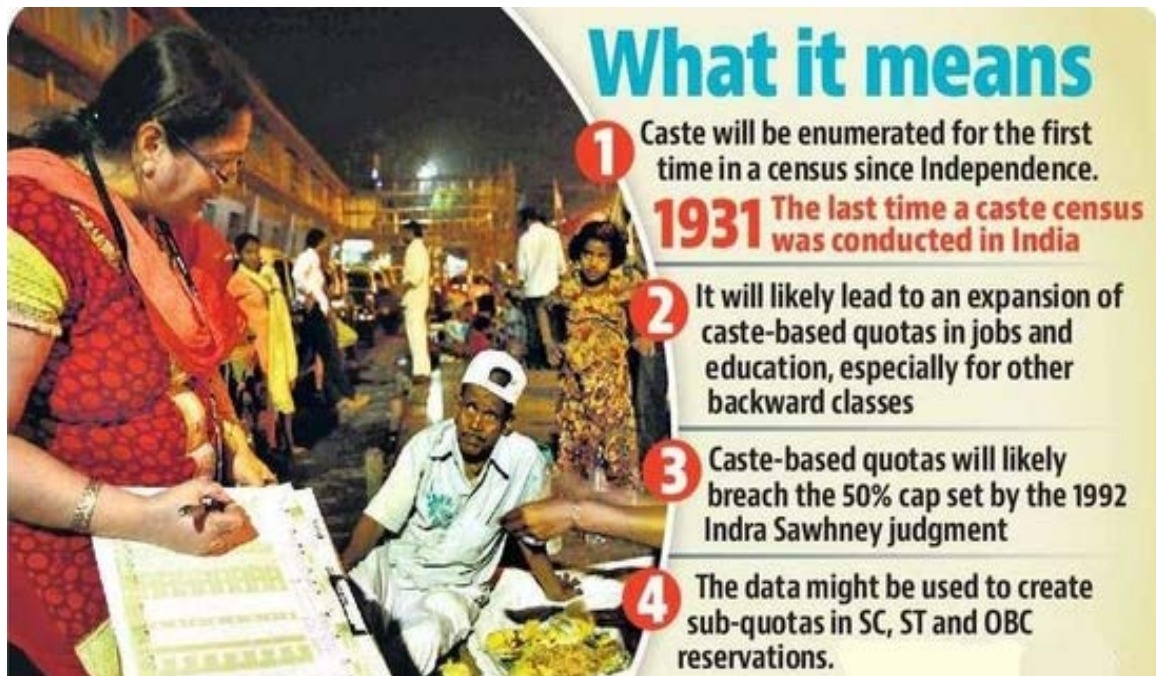 What it means
1 Caste will be enumerated for the first
time in a census since Independence.
1931 The last time a caste census
was conducted in India
2 It will likely lead to an expansion of
caste-based quotas in jobs and
education, especially for other
backward classes
3 Caste-based quotas will likely
breach the 50% cap set by the 1992
Indra Sawhney judgment
4 The data might be used to create
sub-quotas in SC, ST and OBC
reservations.